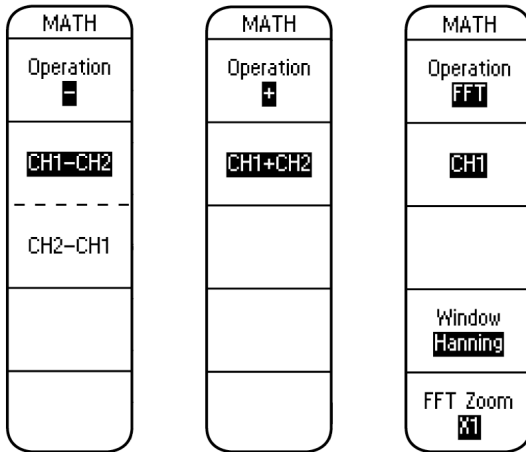 MATH
Operation
−
CH1−CH2
CH2−CH1
MATH
Operation
+
CH1+CH2
MATH
Operation
FFT
CH1
Window
Hanning
FFT Zoom
X1